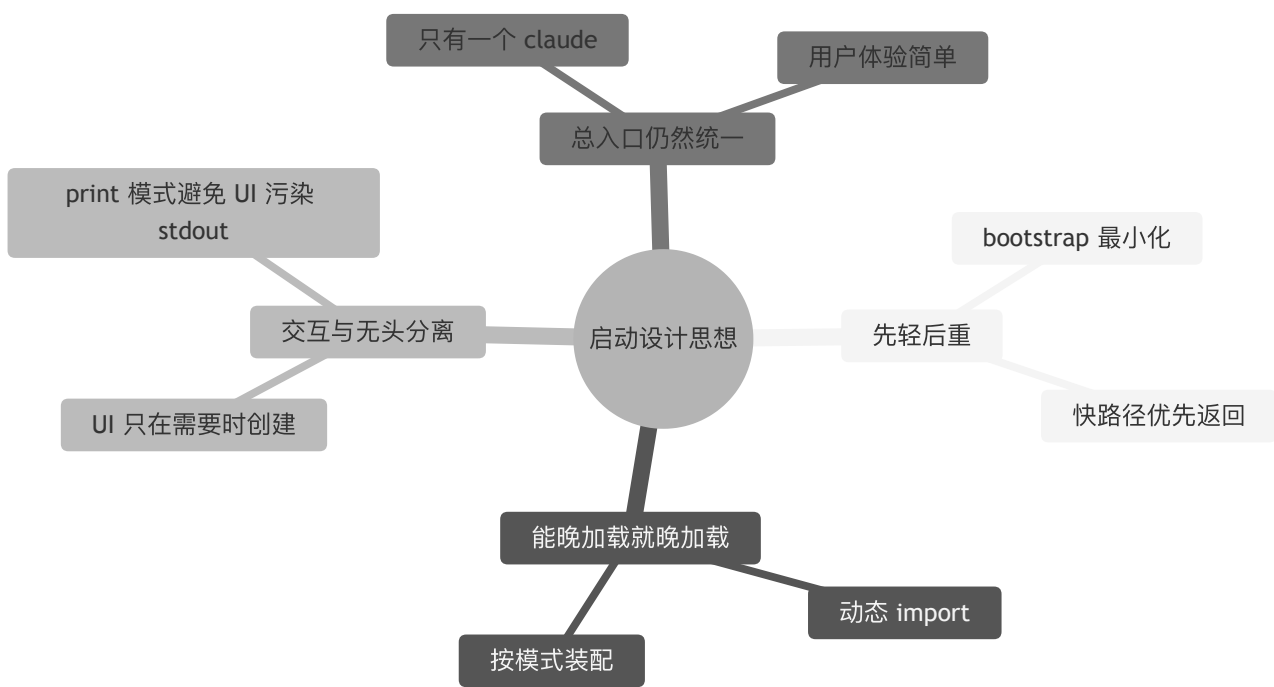 只有一个 claude
用户体验简单
总入口仍然统一
print 模式避免 UI 污染
stdout
bootstrap 最小化
交互与无头分离
启动设计思想
先轻后重
UI 只在需要时创建
快路径优先返回
能晚加载就晚加载
动态 import
按模式装配